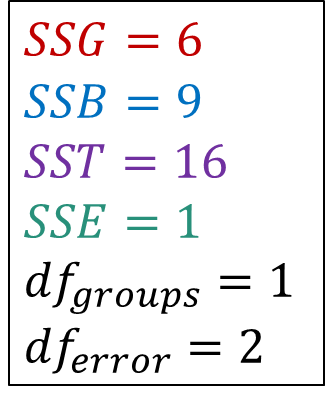 SSG = 6
SSB = 9
SST = 16
SSE = 1
df_groups = 1
df_error = 2